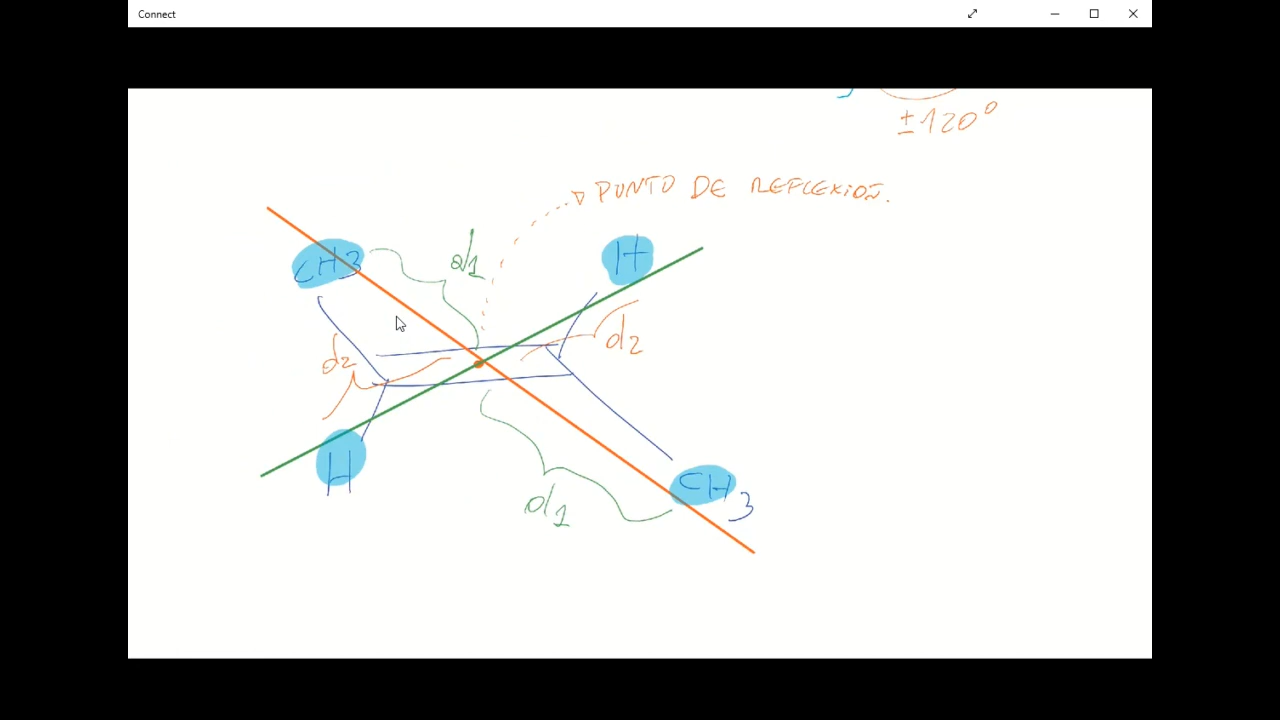 Connect
±120°
PUNTO DE REFLEXIÓN.
CH3
d1
H
d2
d2
H
CH3
d1